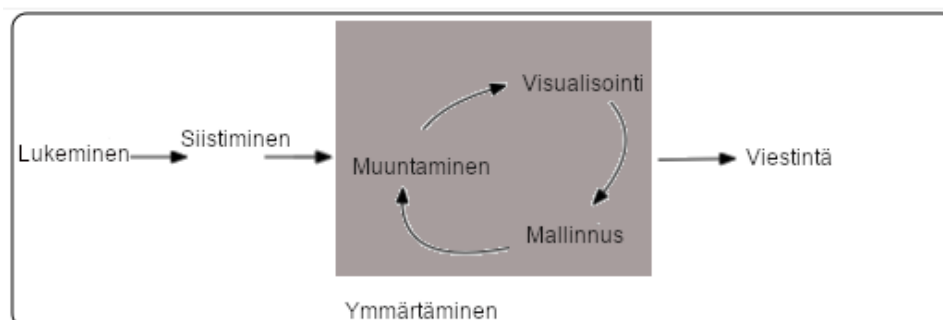 Lukeminen
Siistiminen
Muuntaminen
Visualisointi
Mallinnus
Viestintä
Ymmärtäminen